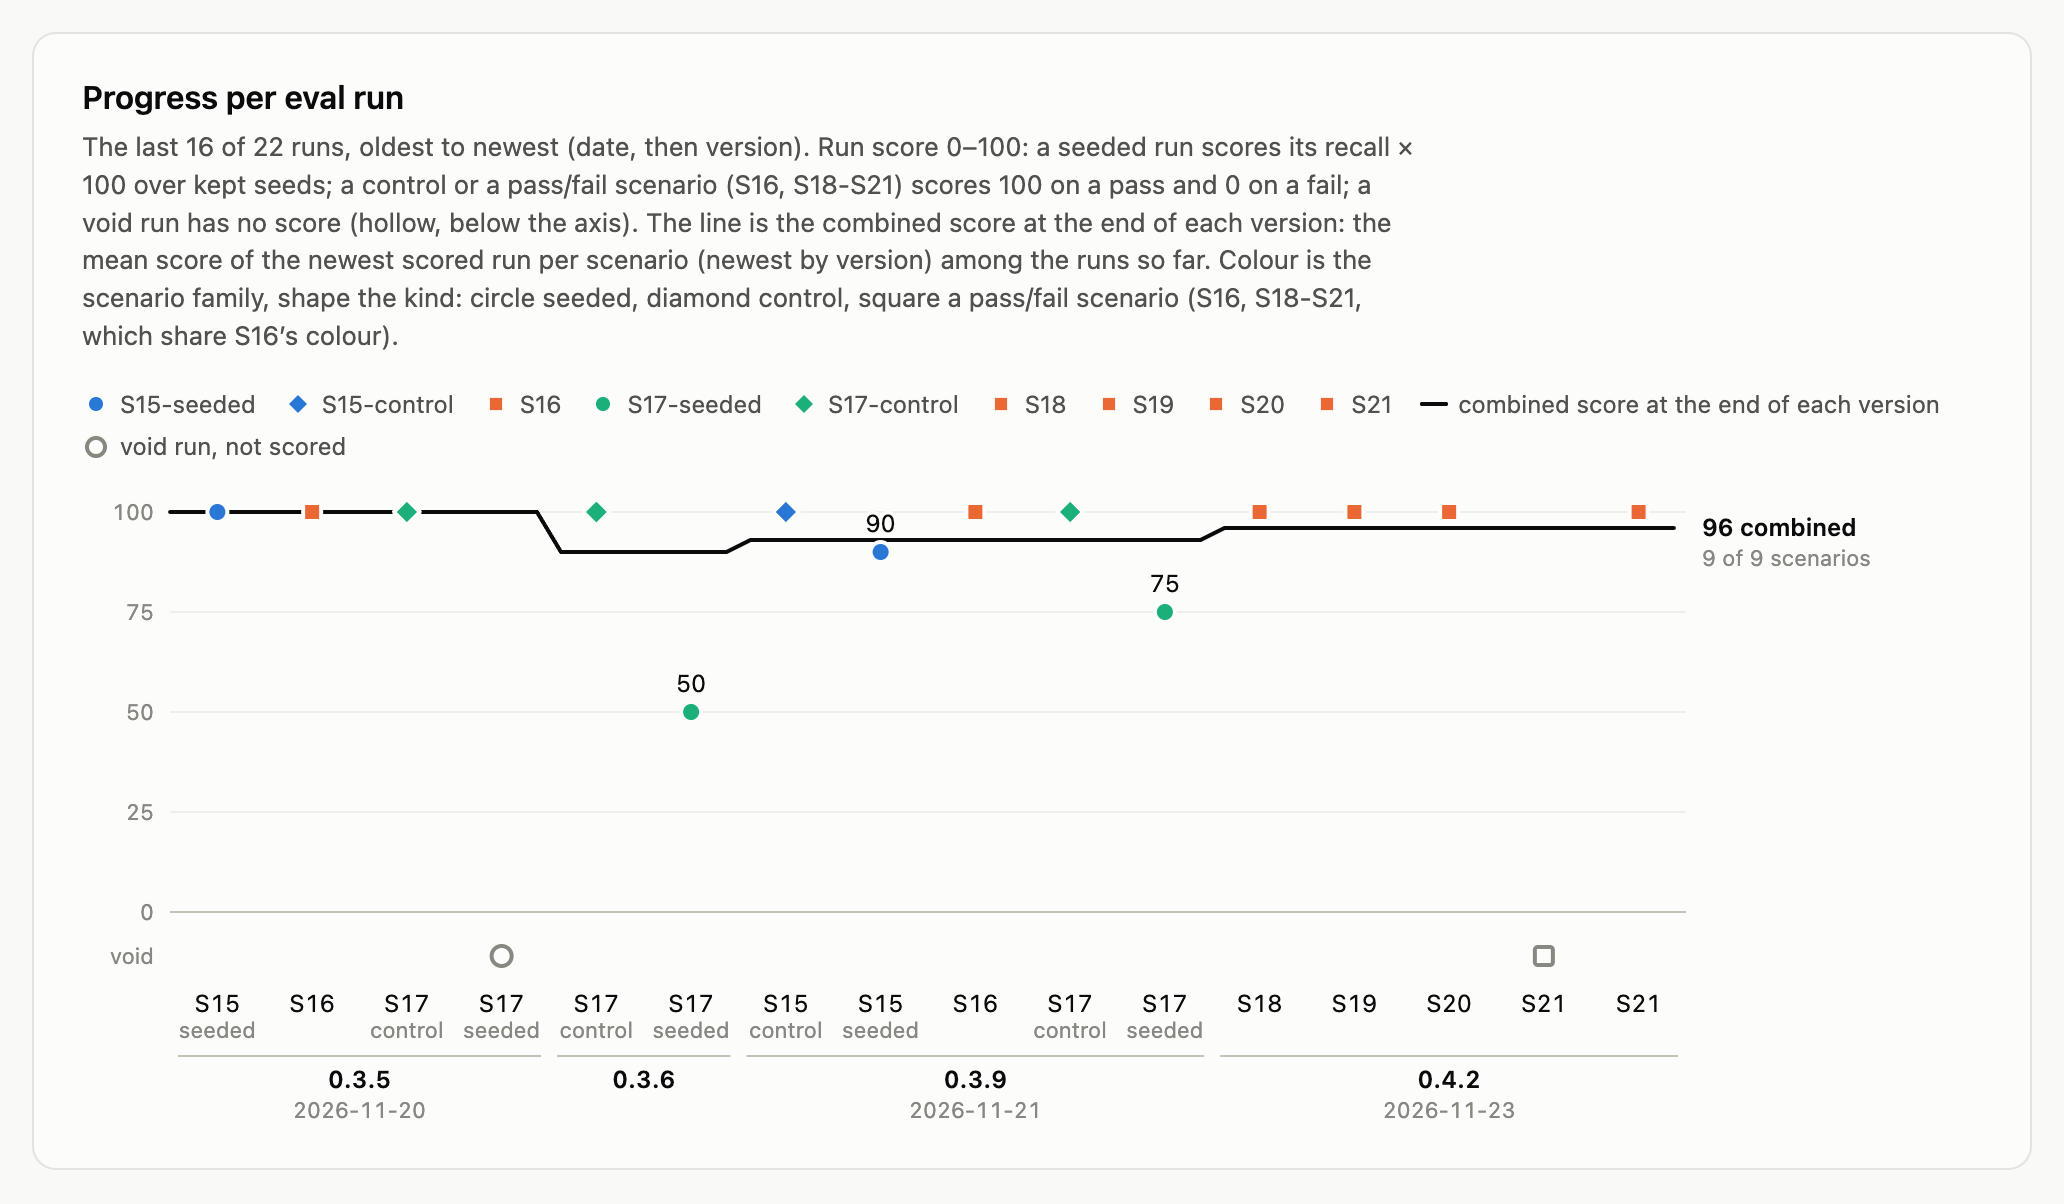 Progress per eval run
The last 16 of 22 runs, oldest to newest (date, then version). Run score 0–100: a seeded run scores its recall ×
100 over kept seeds; a control or a pass/fail scenario (S16, S18-S21) scores 100 on a pass and 0 on a fail; a
void run has no score (hollow, below the axis). The line is the combined score at the end of each version: the
mean score of the newest scored run per scenario (newest by version) among the runs so far. Colour is the
scenario family, shape the kind: circle seeded, diamond control, square a pass/fail scenario (S16, S18-S21,
which share S16’s colour).
S15-seeded S15-control S16 S17-seeded S17-control S18 S19 S20 S21 combined score at the end of each version
void run, not scored
100
90
96 combined
9 of 9 scenarios
75
75
50
50
25
0
void
S15 S16 S17 S17 S17 S17 S15 S15 S16 S17 S17 S18 S19 S20 S21 S21
seeded control seeded control seeded control seeded control seeded
0.3.5 0.3.6 0.3.9 0.4.2
2026-11-20 2026-11-21 2026-11-23